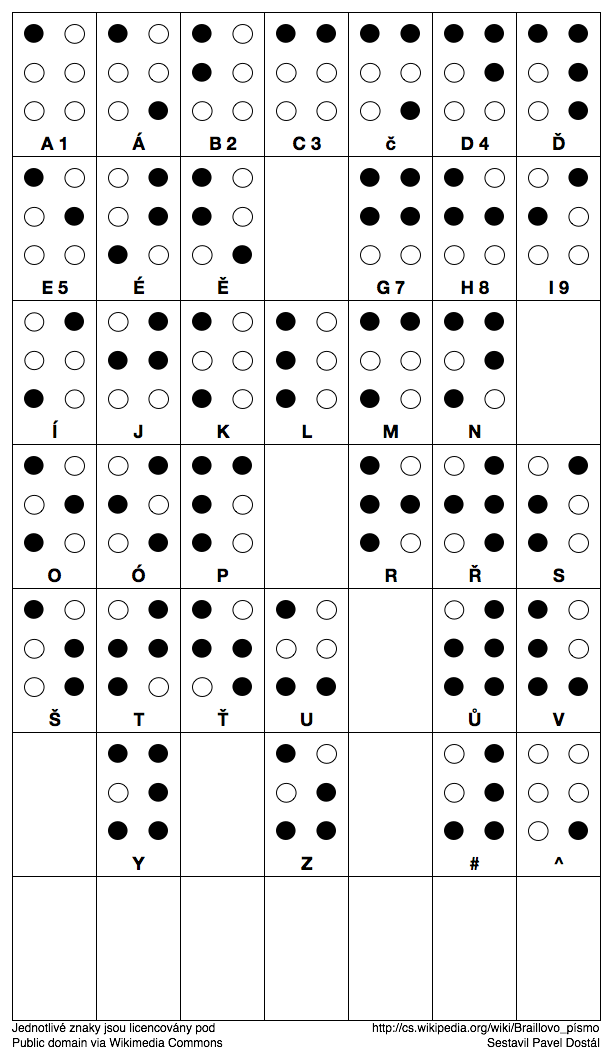 A 1 Á B 2 C 3 č D 4 Ď
E 5 É Ě G 7 H 8 I 9
Í J K L M N
O Ó P R Ř S
Š T Ť U Ů V
Y Z # ^
Jednotlivé znaky jsou licencovány pod
Public domain via Wikimedia Commons
http://cs.wikipedia.org/wiki/Braillovo_písmo
Sestavil Pavel Dostál